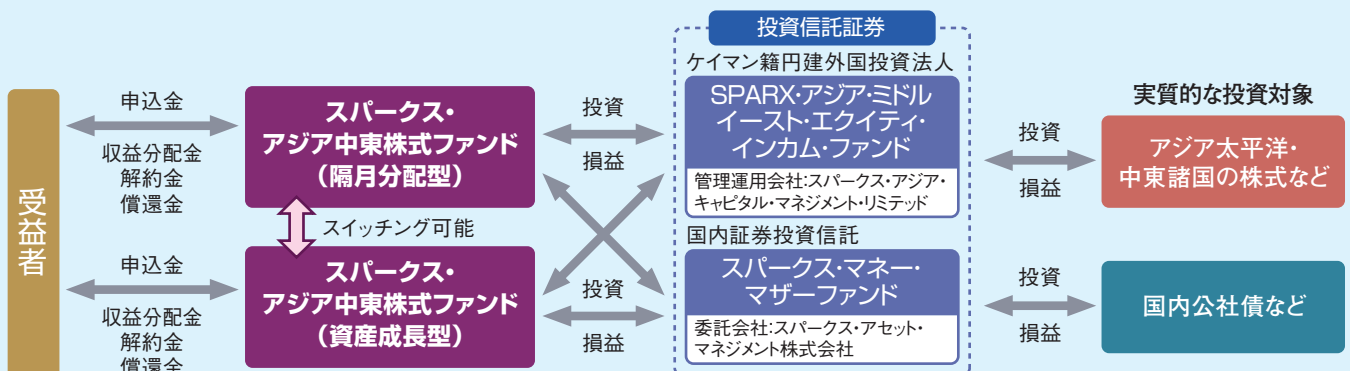 投資信託証券
受益者
申込金
収益分配金
解約金
償還金
スパークス・
アジア中東株式ファンド
(隔月分配型)
スイッチング可能
申込金
収益分配金
解約金
償還金
スパークス・
アジア中東株式ファンド
(資産成長型)
投資
損益
投資
損益
ケイマン籍円建外国投資法人
SPARX・アジア・ミドル
イースト・エクイティ・
インカム・ファンド
管理運用会社:スパークス・アジア・
キャピタル・マネジメント・リミテッド
国内証券投資信託
スパークス・マネー・
マザーファンド
委託会社:スパークス・アセット・
マネジメント株式会社
投資
損益
投資
損益
実質的な投資対象
アジア太平洋・
中東諸国の株式など
国内公社債など